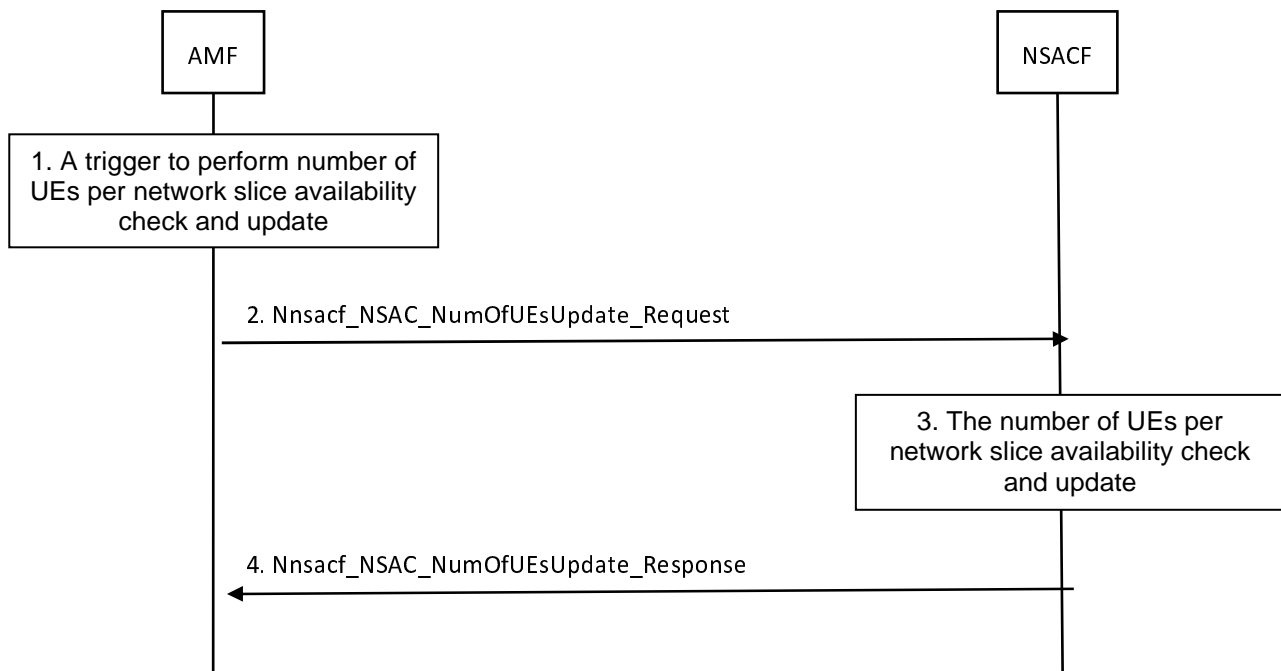 AMF
NSACF
1. A trigger to perform number of
UEs per network slice availability
check and update
2. Nnsacf_NSAC_NumOfUEsUpdate_Request
3. The number of UEs per
network slice availability check
and update
4. Nnsacf_NSAC_NumOfUEsUpdate_Response